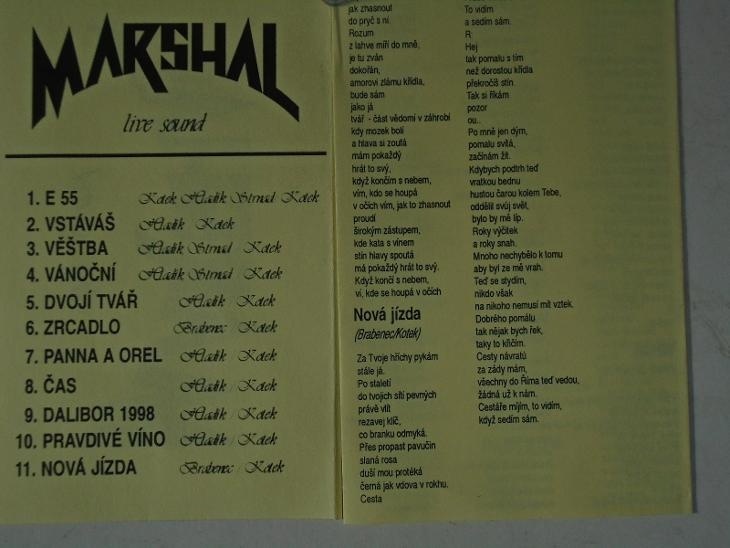 MARSHAL
live sound
1. E 55 Kotek Hladík Strnad Kotek
2. VSTÁVÁŠ Hladík Kotek
3. VĚŠTBA Hladík Strnad Kotek
4. VÁNOČNÍ Hladík Strnad Kotek
5. DVOJÍ TVÁŘ Hladík Kotek
6. ZRCADLO Brabenec Kotek
7. PANNA A OREL Hladík Kotek
8. ČAS Hladík / Kotek
9. DALIBOR 1998 Hladík / Kotek
10. PRAVDIVÉ VÍNO Hladík / Kotek
11. NOVÁ JÍZDA Brabenec / Kotek
jak zhasnout
do pryč s ní.
Rozum
z lahve míří do mně,
je tu zván
dokořán,
amorovi zlámu křídla,
bude sám
jako já
tvář - část vědomí v záhrobí
kdy mozek bolí
a hlava si zoufá
mám pokaždý
hrát to svý,
když končím s nebem,
vím, kdo se houpá
v očích vím, jak to zhasnout
proudí
širokým zástupem,
kde kata s vínem
stín hlavy spoutá
má pokaždý hrát to svý.
Když končí s nebem,
ví, kde se houpá v očích
Nová jízda
(Brabenec/Kotek)
Za Tvoje hříchy pykám
stále já.
Po staletí
do tvojich sítí pevných
právě vlít
rezavej klíč,
co branku odmyká.
Přes propast pavučin
slaná rosa
duší mou protéká
černá jak vdova v rokhu.
Cesta
To vidím
a sedím sám.
R:
Hej
tak pomalu s tím
než dorostou křídla
překročíš stín.
Tak si říkám
pozor
ou..
Po mně jen dým,
pomalu svítá,
začínám žít.
Kdybych podtrh teď
vratkou bednu
hustou čarou kolem Tebe,
oddělil svůj svět,
bylo by mě líp.
Roky výčitek
a roky snah.
Mnoho nechybělo k tomu
aby byl ze mě vrah.
Teď se stydím,
nikdo však
na nikoho nemusí mít vztek.
Dobrého pomálu
tak nějak bych řek,
taky to křičím.
Cesty návratů
za zády mám,
všechny do Říma teď vedou,
žádná už k nám.
Cestáře míjím, to vidím,
když sedím sám.